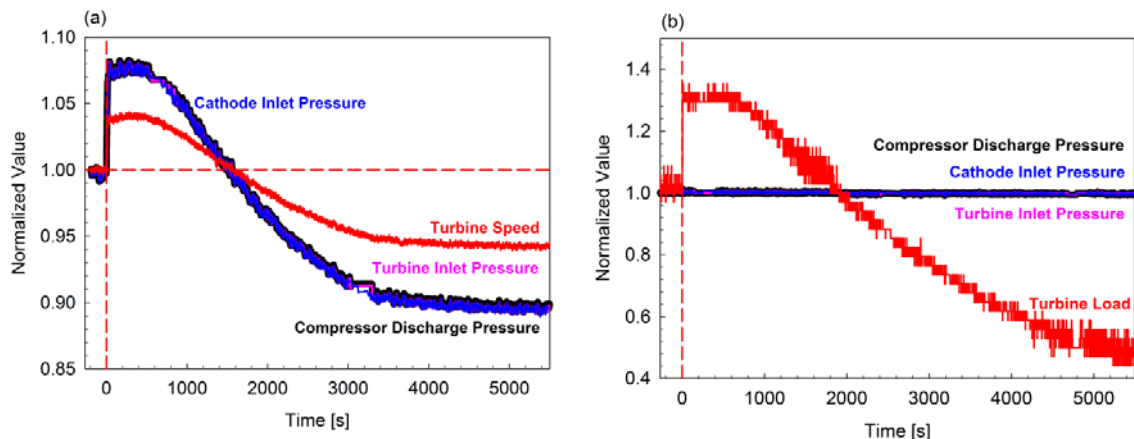 (a)
1.10
1.05
1.00
0.95
0.90
0.85
Normalized Value
Cathode Inlet Pressure
Turbine Speed
Turbine Inlet Pressure
Compressor Discharge Pressure
0 1000 2000 3000 4000 5000
Time [s]
(b)
1.4
1.2
1.0
0.8
0.6
0.4
Normalized Value
Compressor Discharge Pressure
Cathode Inlet Pressure
Turbine Inlet Pressure
Turbine Load
0 1000 2000 3000 4000 5000
Time [s]